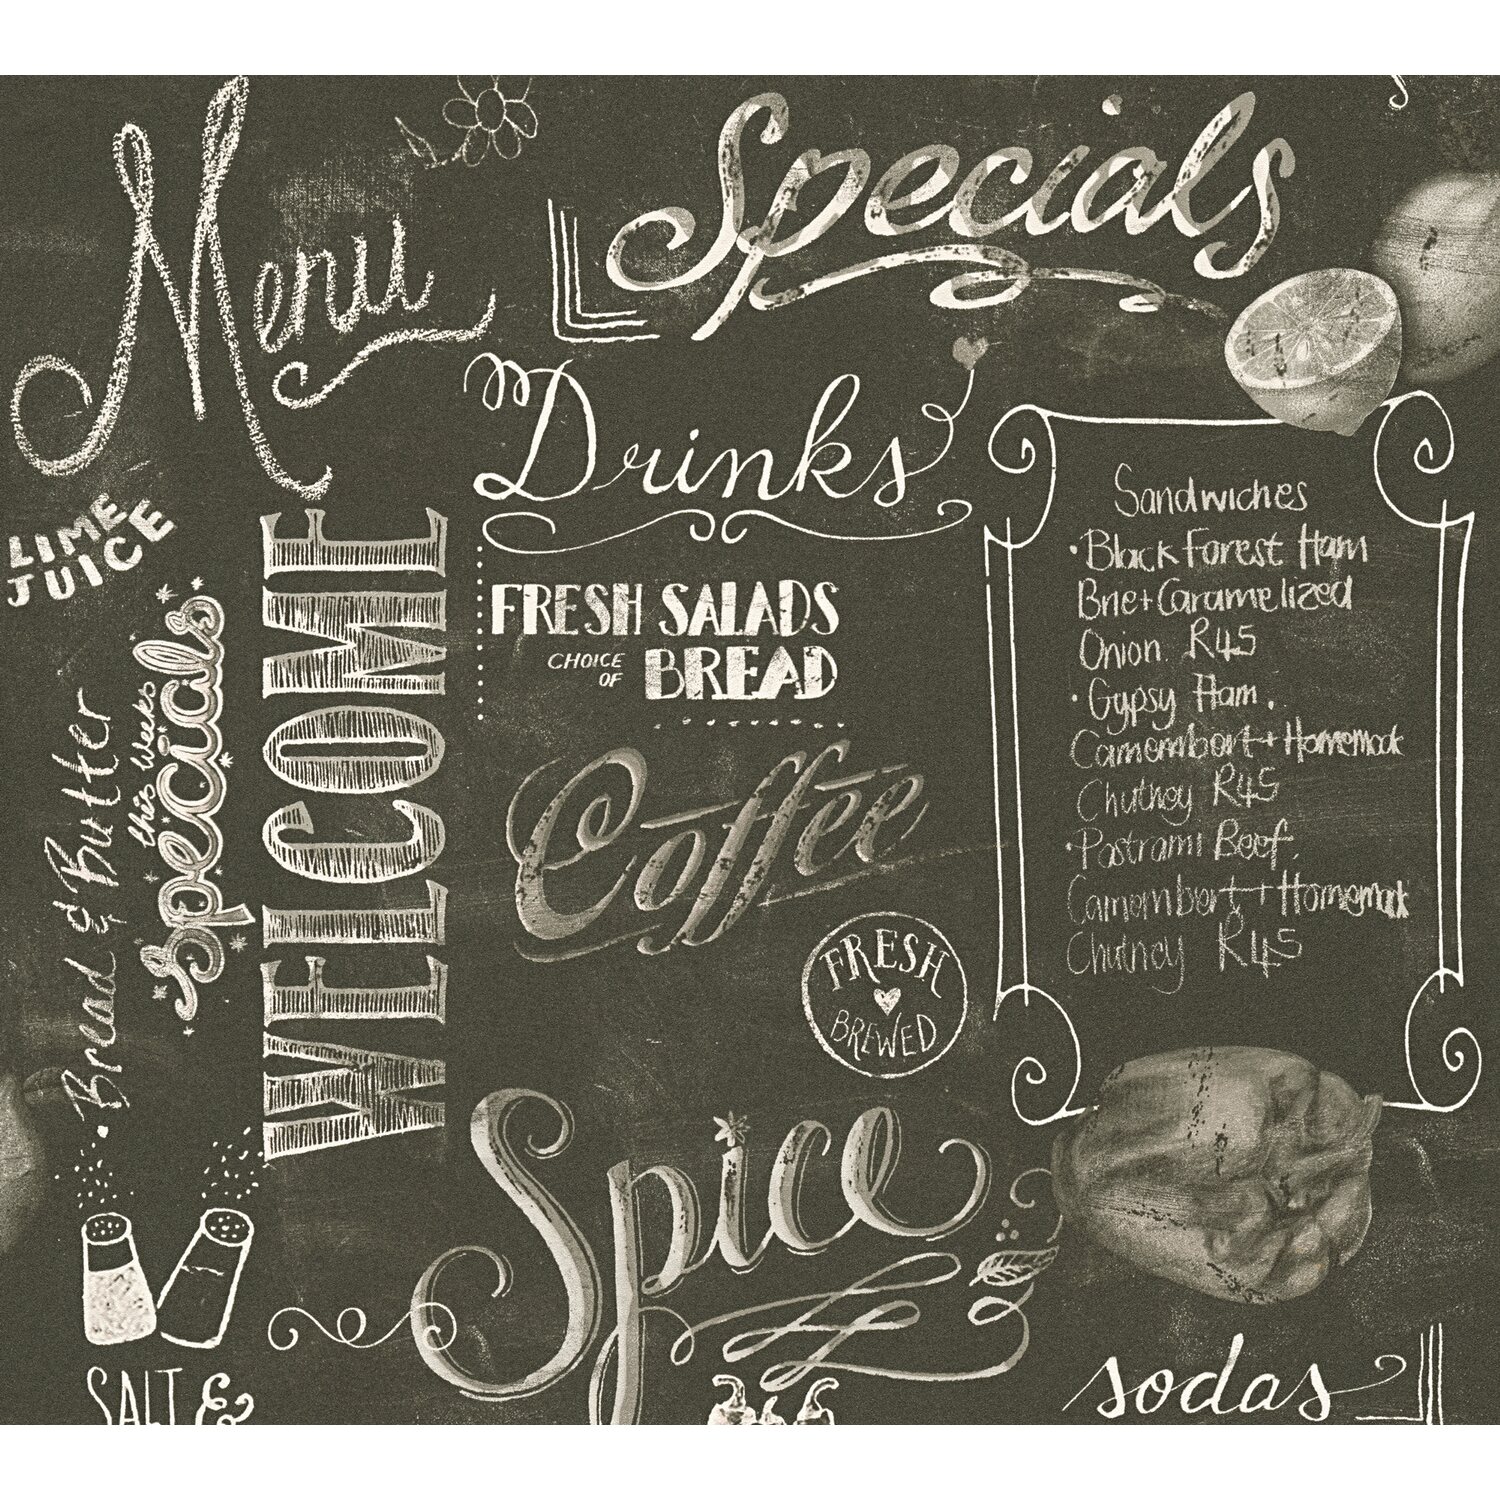 Menu
Specials
Drinks
LIME
JUICE
WELCOME
this weeks
Specials
Bread & Butter
FRESH SALADS
CHOICE
OF
BREAD
Coffee
FRESH
BREWED
Sandwiches
• Black Forest Ham
Brie + Caramelized
Onion R45
• Gypsy Ham.
Camembert + Homemade
Chutney R45
• Pastrami Beef.
Camembert + Homemade
Chutney R45
Spice
SALT &
sodas